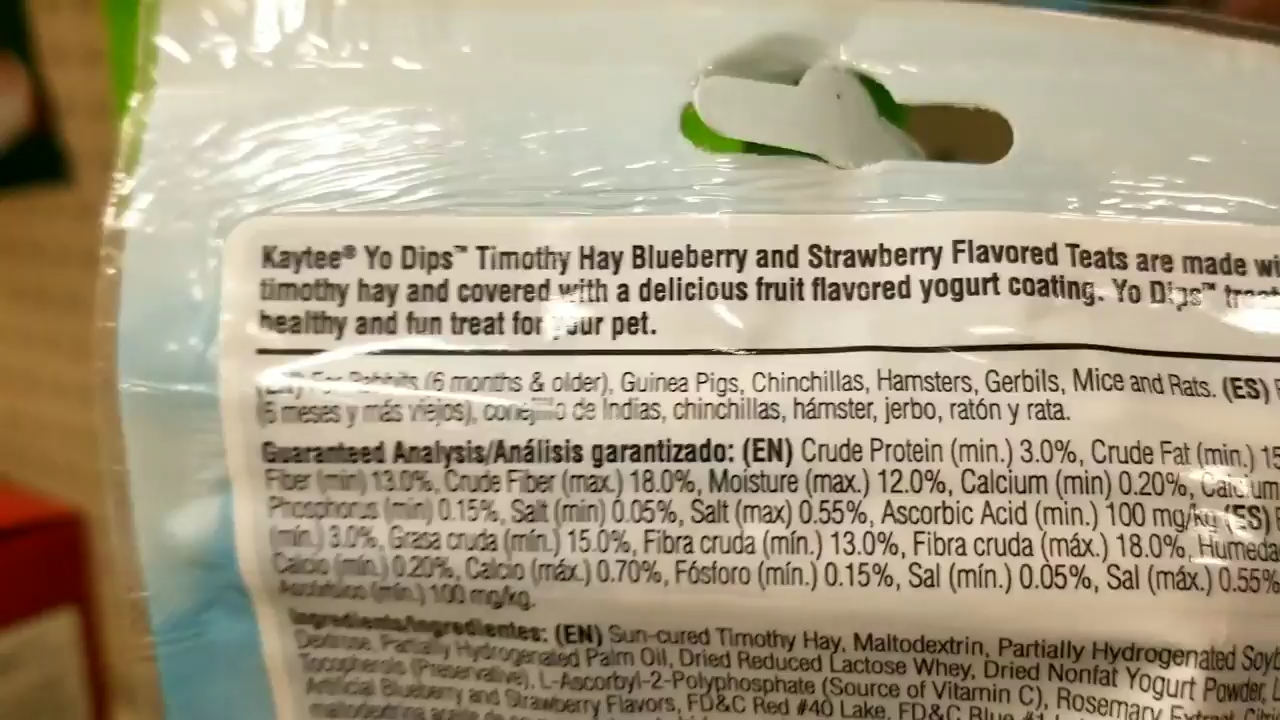 Kaytee® Yo Dips™ Timothy Hay Blueberry and Strawberry Flavored Teats are made wi
timothy hay and covered with a delicious fruit flavored yogurt coating. Yo Dips™ treat
healthy and fun treat for your pet.
(EN) For Rabbits (6 months & older), Guinea Pigs, Chinchillas, Hamsters, Gerbils, Mice and Rats. (ES)
(6 meses y más viejos), conejillo de Indias, chinchillas, hámster, jerbo, ratón y rata.
Guaranteed Analysis/Análisis garantizado: (EN) Crude Protein (min.) 3.0%, Crude Fat (min.) 15
Fiber (min) 13.0%, Crude Fiber (max.) 18.0%, Moisture (max.) 12.0%, Calcium (min) 0.20%, Calcium
Phosphorus (min) 0.15%, Salt (min) 0.05%, Salt (max) 0.55%, Ascorbic Acid (min.) 100 mg/kg (ES)
(mín.) 3.0%, Grasa cruda (mín.) 15.0%, Fibra cruda (mín.) 13.0%, Fibra cruda (máx.) 18.0%, Humeda
Calcio (mín.) 0.20%, Calcio (máx.) 0.70%, Fósforo (mín.) 0.15%, Sal (mín.) 0.05%, Sal (máx.) 0.55%
Ascórbico (mín.) 100 mg/kg.
Ingredients/Ingredientes: (EN) Sun-cured Timothy Hay, Maltodextrin, Partially Hydrogenated Soyb
Dextrose, Partially Hydrogenated Palm Oil, Dried Reduced Lactose Whey, Dried Nonfat Yogurt Powder,
Tocopherols (Preservative), L-Ascorbyl-2-Polyphosphate (Source of Vitamin C), Rosemary Extract,
Artificial Blueberry and Strawberry Flavors, FD&C Red #40 Lake, FD&C Blue #1
maltodextrina, aceite de